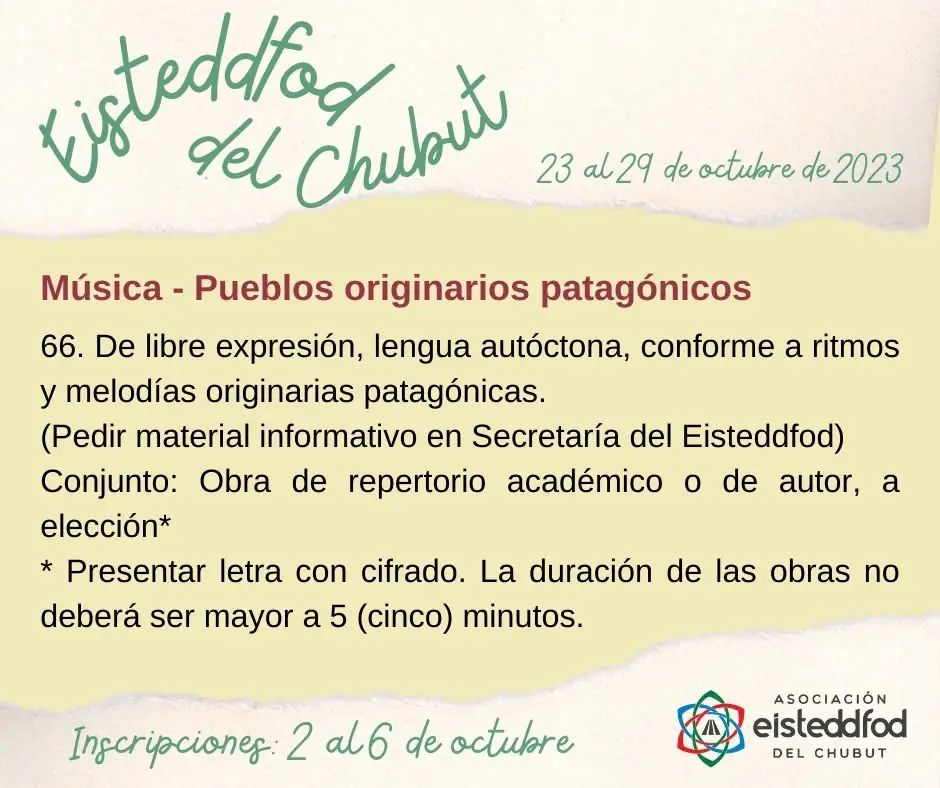 Eisteddfod
del Chubut
23 al 29 de octubre de 2023
Música - Pueblos originarios patagónicos
66. De libre expresión, lengua autóctona, conforme a ritmos
y melodías originarias patagónicas.
(Pedir material informativo en Secretaría del Eisteddfod)
Conjunto: Obra de repertorio académico o de autor, a
elección*
* Presentar letra con cifrado. La duración de las obras no
deberá ser mayor a 5 (cinco) minutos.
Inscripciones: 2 al 6 de octubre
ASOCIACIÓN
eisteddfod
DEL CHUBUT